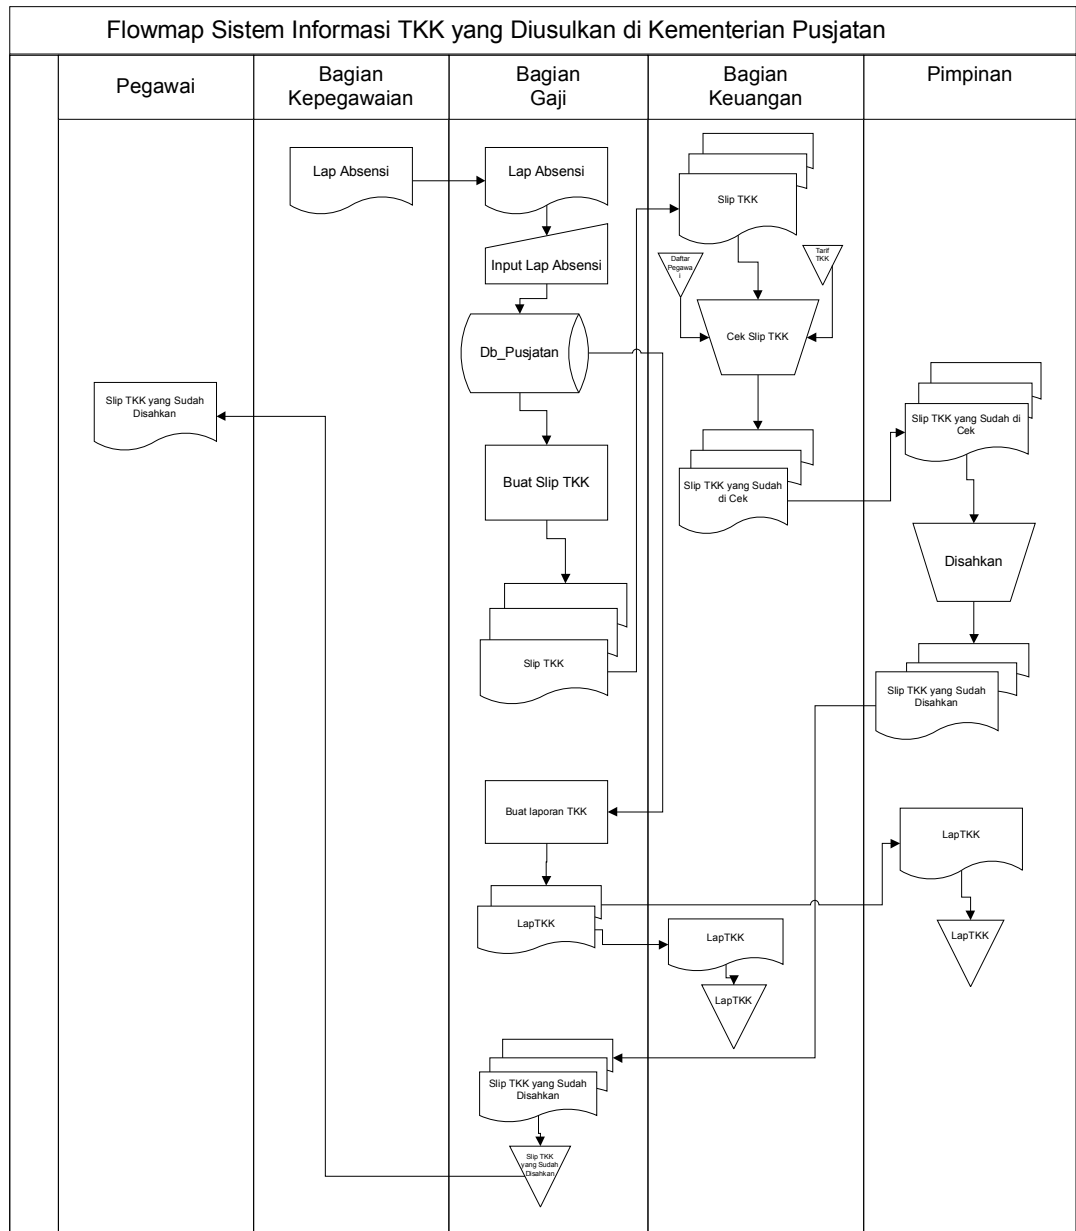 Flowmap Sistem Informasi TKK yang Diusulkan di Kementerian Pusjatan
Pegawai
Bagian
Kepegawaian
Bagian
Gaji
Bagian
Keuangan
Pimpinan
Lap Absensi
Lap Absensi
Input Lap Absensi
Db_Pusjatan
Buat Slip TKK
Slip TKK
Slip TKK
Daftar
Pegawa
i
Tarif
TKK
Cek Slip TKK
Slip TKK yang Sudah
di Cek
Slip TKK yang Sudah di
Cek
Disahkan
Slip TKK yang Sudah
Disahkan
Slip TKK yang Sudah
Disahkan
Buat laporan TKK
LapTKK
LapTKK
LapTKK
LapTKK
LapTKK
Slip TKK yang Sudah
Disahkan
Slip TKK
yang Sudah
Disahkan